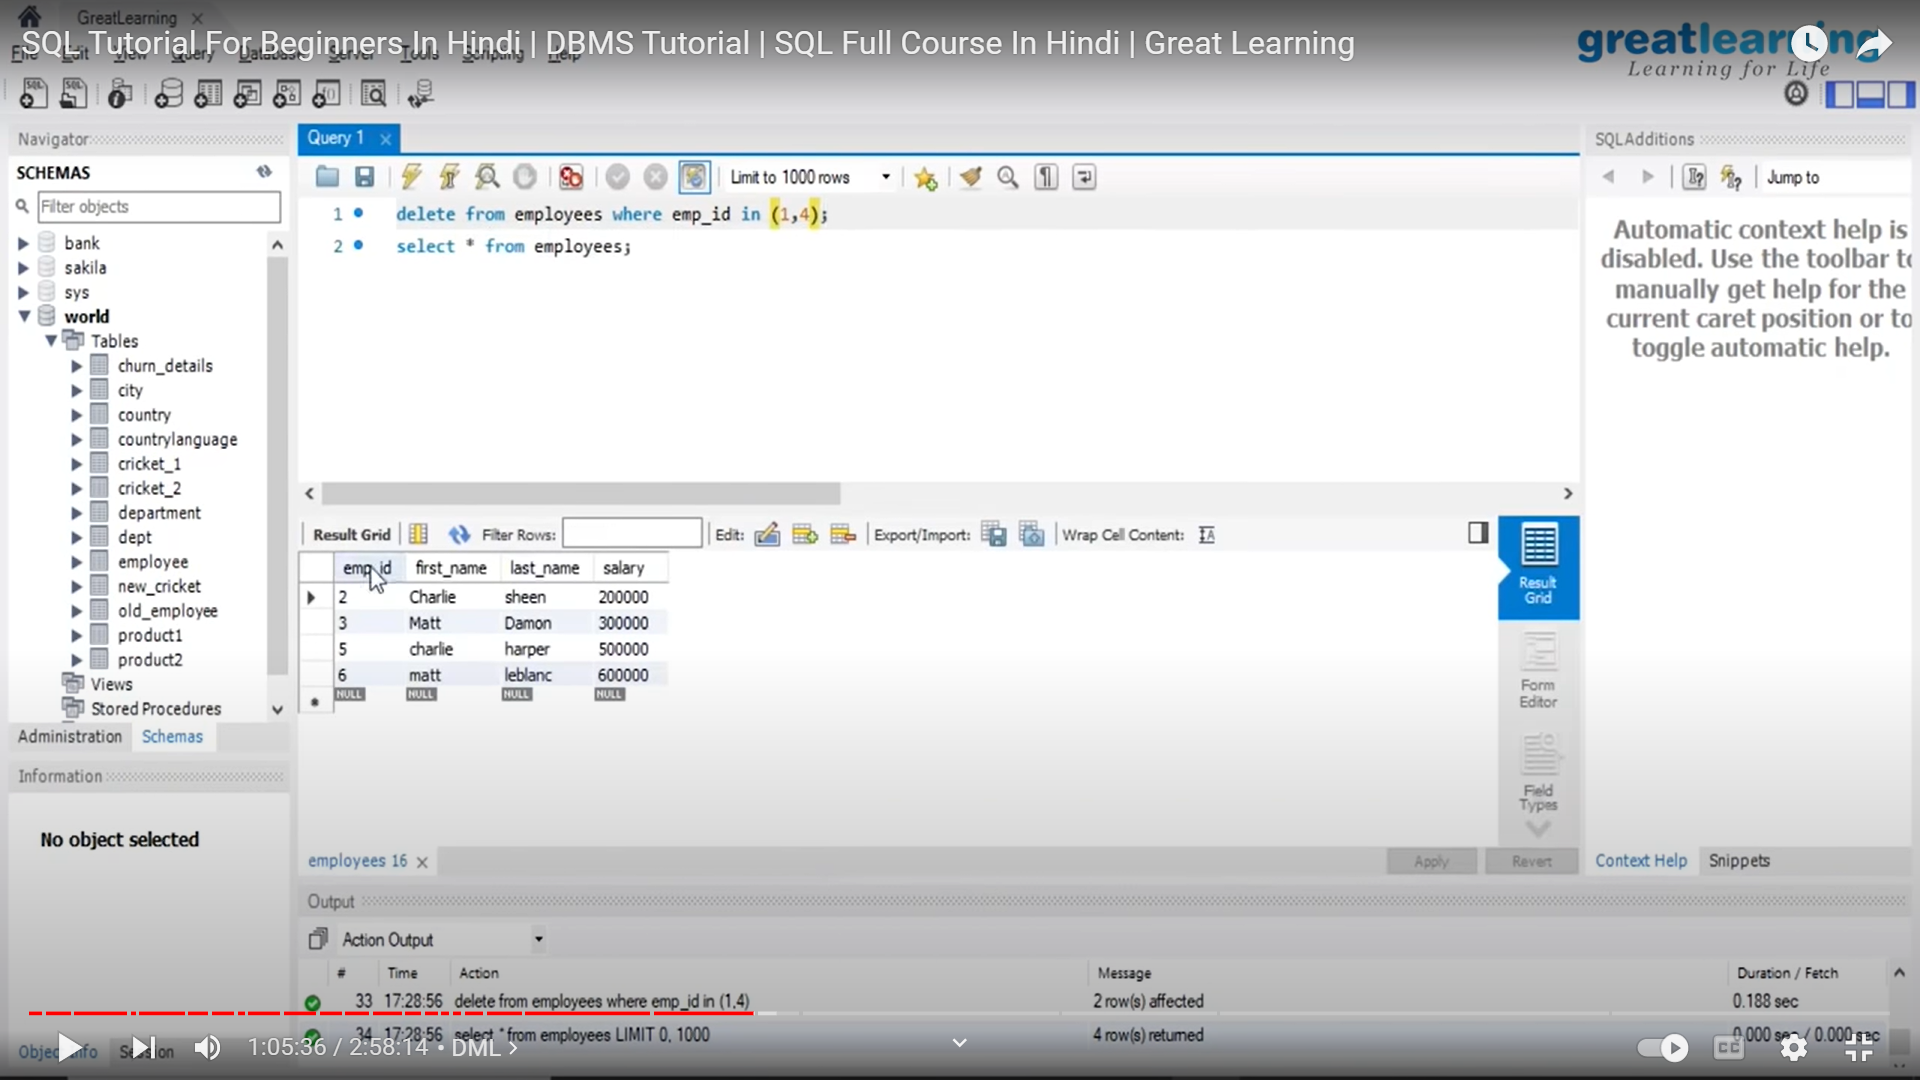 GreatLearning
SQL Tutorial For Beginners In Hindi | DBMS Tutorial | SQL Full Course In Hindi | Great Learning
File Edit View Query Database Server Tools Scripting Help
greatlearning
Learning for Life
Navigator
SCHEMAS
Filter objects
bank
sakila
sys
world
Tables
churn_details
city
country
countrylanguage
cricket_1
cricket_2
department
dept
employee
new_cricket
old_employee
product1
product2
Views
Stored Procedures
Administration Schemas
Information
No object selected
Object Info Session
Query 1
Limit to 1000 rows
1 delete from employees where emp_id in (1,4);
2 select * from employees;
Result Grid Filter Rows: Edit: Export/Import: Wrap Cell Content:
emp_id first_name last_name salary
2 Charlie sheen 200000
3 Matt Damon 300000
5 charlie harper 500000
6 matt leblanc 600000
NULL NULL NULL NULL
Result
Grid
Form
Editor
Field
Types
employees 16
Apply Revert
SQLAdditions
Jump to
Automatic context help is
disabled. Use the toolbar to
manually get help for the
current caret position or to
toggle automatic help.
Context Help Snippets
Output
Action Output
# Time Action Message Duration / Fetch
33 17:28:56 delete from employees where emp_id in (1,4) 2 row(s) affected 0.188 sec
34 17:28:56 select * from employees LIMIT 0, 1000 4 row(s) returned 0.000 sec / 0.000 sec
1:05:36 / 2:58:14 • DML >
CC